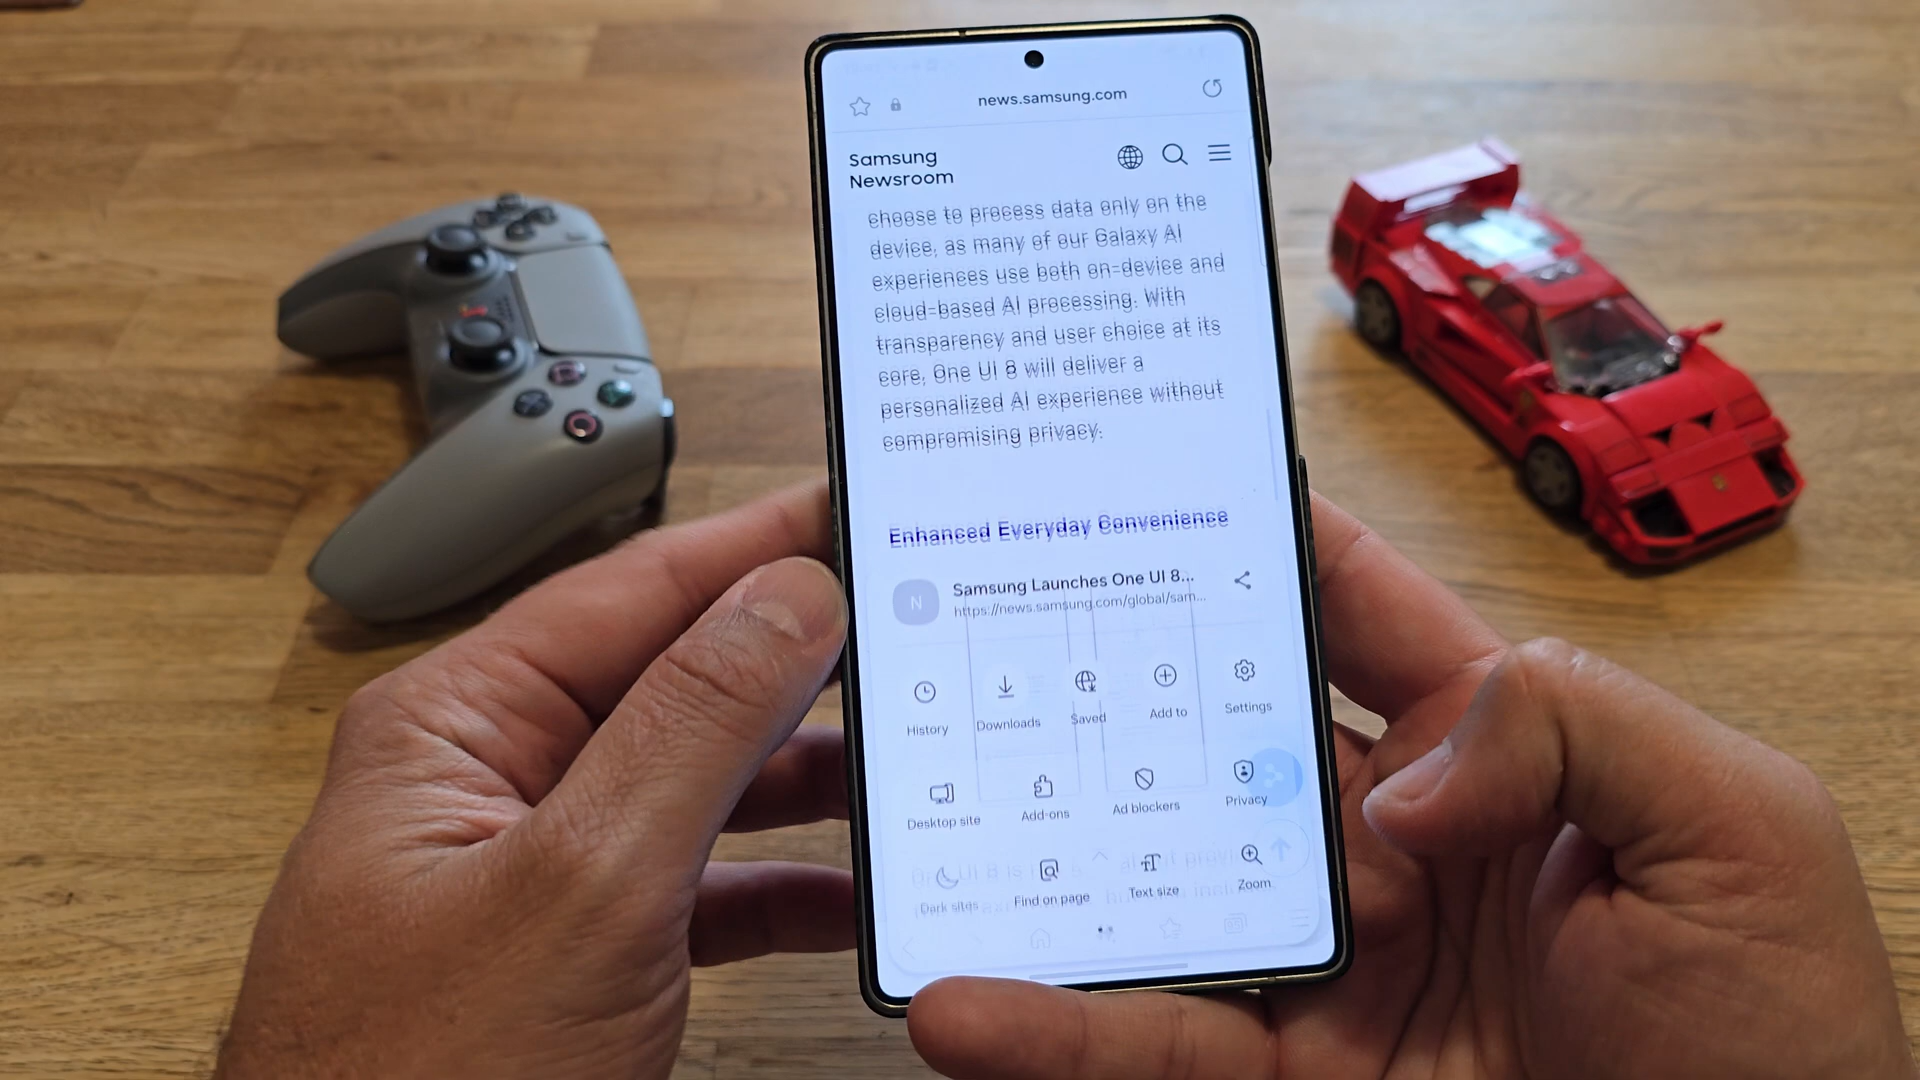 news.samsung.com
Samsung
Newsroom
choose to process data only on the
device, as many of our Galaxy AI
experiences use both on-device and
cloud-based AI processing. With
transparency and user choice at its
core, One UI 8 will deliver a
personalized AI experience without
compromising privacy.
Enhanced Everyday Convenience
N
Samsung Launches One UI 8...
https://news.samsung.com/global/sam...
History
Downloads
Saved
Add to
Settings
Desktop site
Add-ons
Ad blockers
Privacy
One UI 8 is
Dark sites
Find on page
Text size
Zoom